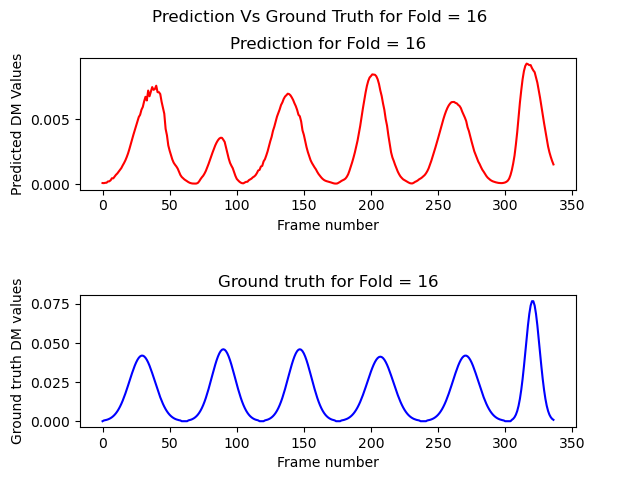 Prediction Vs Ground Truth for Fold = 16
Prediction for Fold = 16
Predicted DM Values
0.005
0.000
0 50 100 150 200 250 300 350
Frame number
Ground truth for Fold = 16
Ground truth DM values
0.075
0.050
0.025
0.000
0 50 100 150 200 250 300 350
Frame number